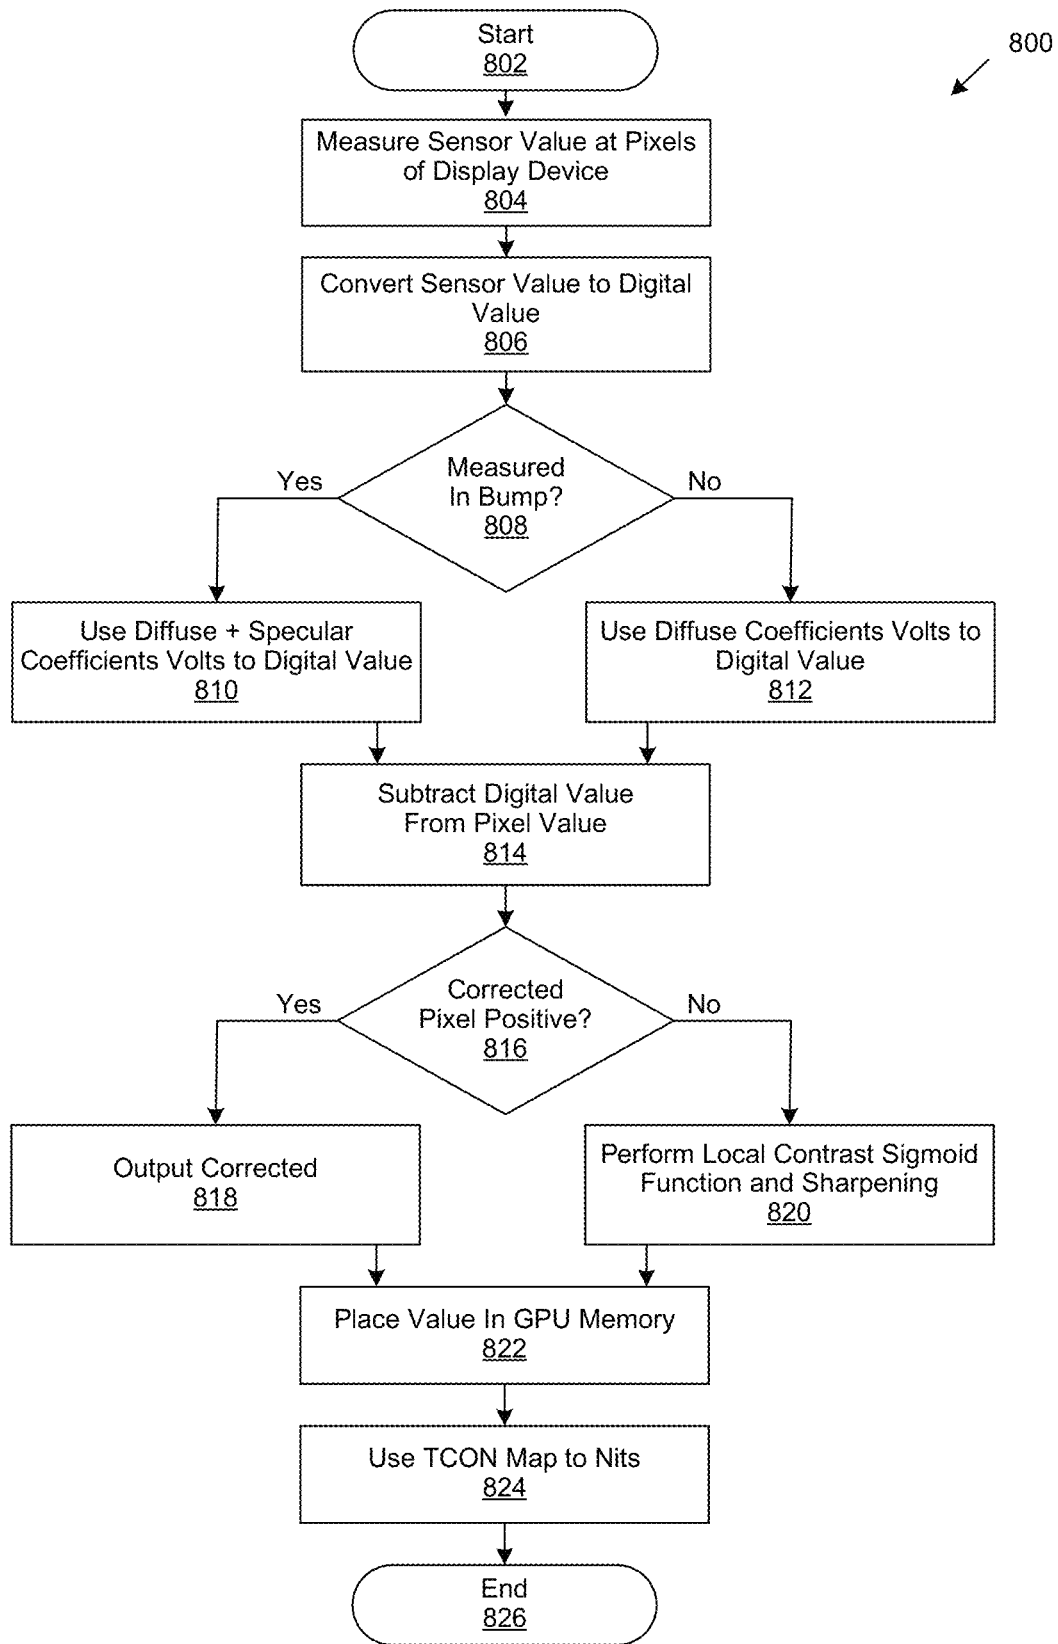 Start
802
800
Measure Sensor Value at Pixels
of Display Device
804
Convert Sensor Value to Digital
Value
806
Measured
In Bump?
808
Yes
No
Use Diffuse + Specular
Coefficients Volts to Digital Value
810
Use Diffuse Coefficients Volts to
Digital Value
812
Subtract Digital Value
From Pixel Value
814
Corrected
Pixel Positive?
816
Yes
No
Output Corrected
818
Perform Local Contrast Sigmoid
Function and Sharpening
820
Place Value In GPU Memory
822
Use TCON Map to Nits
824
End
826